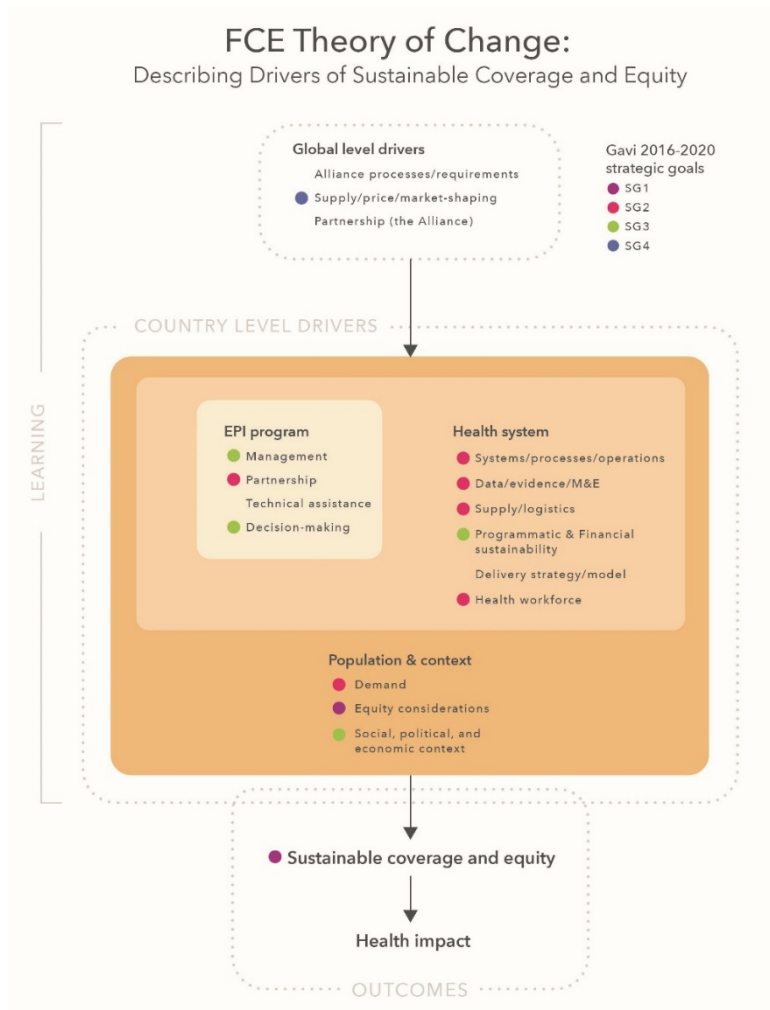 FCE Theory of Change:
Describing Drivers of Sustainable Coverage and Equity
Global level drivers
Alliance processes/requirements
Supply/price/market-shaping
Partnership (the Alliance)
Gavi 2016-2020
strategic goals
SG1
SG2
SG3
SG4
LEARNING
COUNTRY LEVEL DRIVERS
EPI program
Management
Partnership
Technical assistance
Decision-making
Health system
Systems/processes/operations
Data/evidence/M&E
Supply/logistics
Programmatic & Financial
sustainability
Delivery strategy/model
Health workforce
Population & context
Demand
Equity considerations
Social, political, and
economic context
Sustainable coverage and equity
Health impact
OUTCOMES